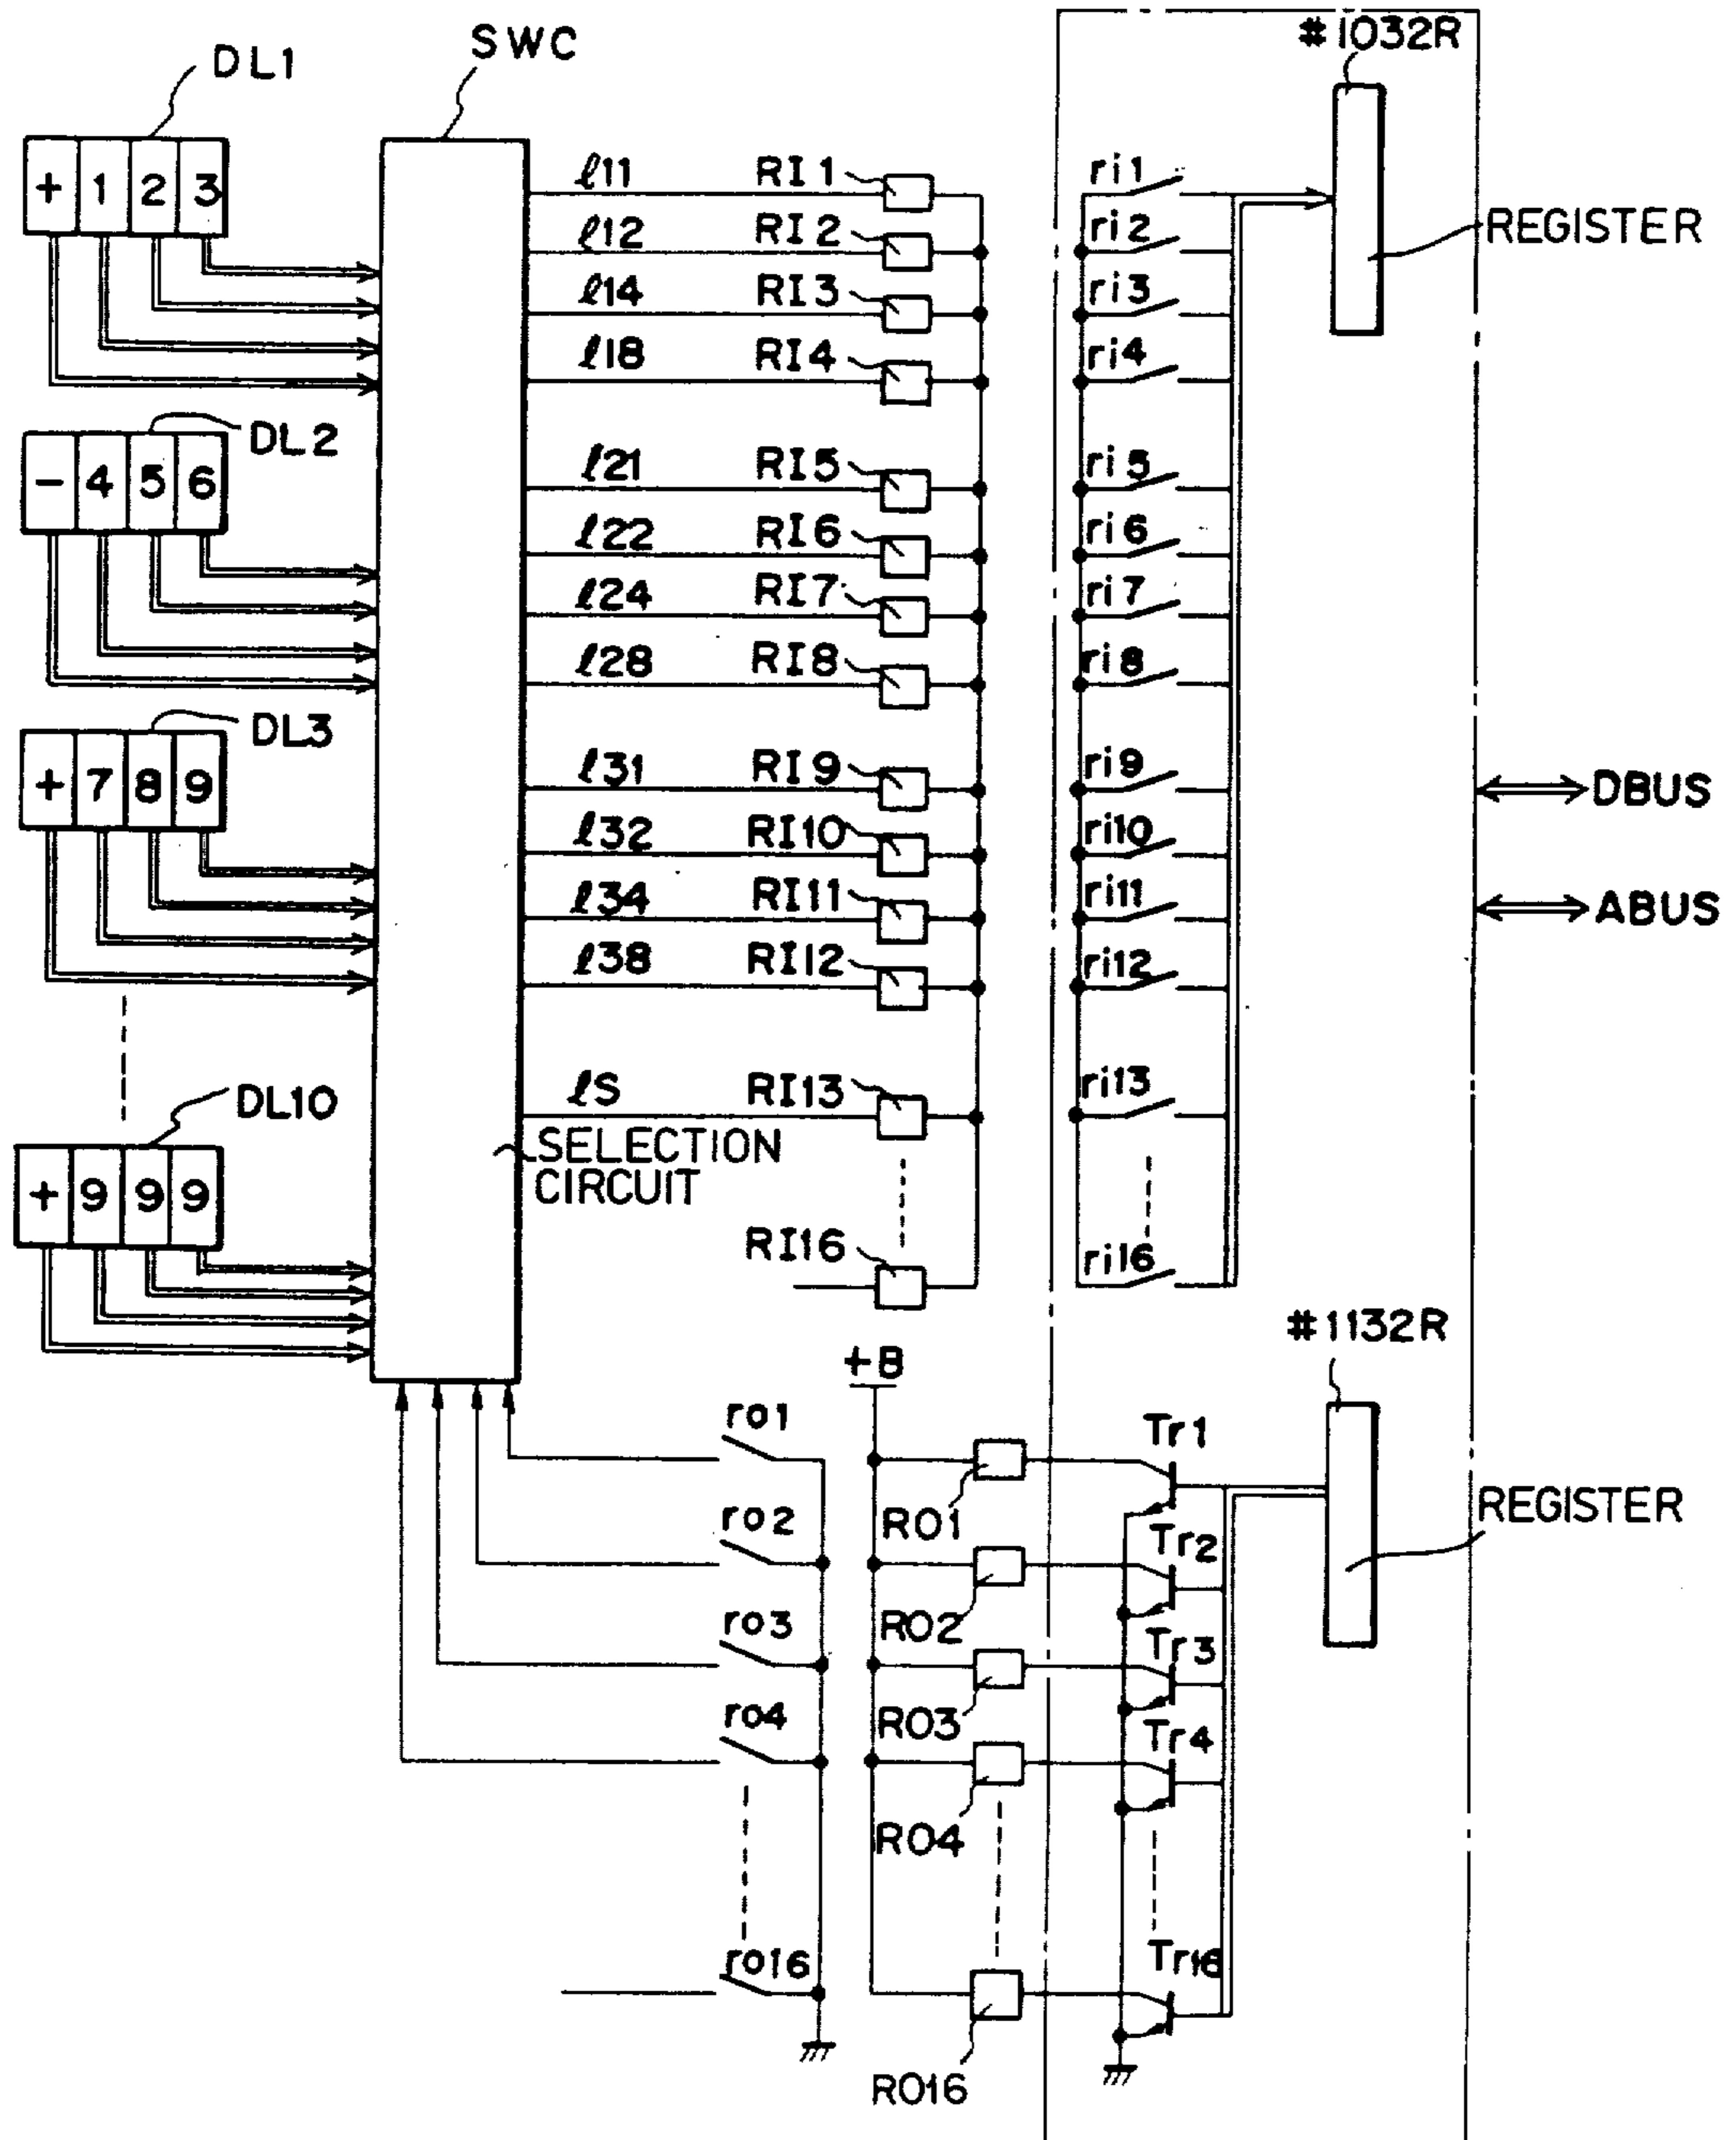 DL1
SWC
#1032R
+ 1 2 3
ℓ11 RI1 ri1
REGISTER
ℓ12 RI2 ri2
ℓ14 RI3 ri3
ℓ18 RI4 ri4
DL2
- 4 5 6
ℓ21 RI5 ri5
ℓ22 RI6 ri6
ℓ24 RI7 ri7
ℓ28 RI8 ri8
DL3
+ 7 8 9
ℓ31 RI9 ri9
DBUS
ℓ32 RI10 ri10
ℓ34 RI11 ri11
ABUS
ℓ38 RI12 ri12
DL10
ℓS RI13 ri13
SELECTION
CIRCUIT
+ 9 9 9
RI16 ri16
#1132R
+B
ro1
Tr1
RO1
REGISTER
ro2
Tr2
RO2
ro3
Tr3
RO3
ro4
Tr4
RO4
ro16
Tr16
RO16